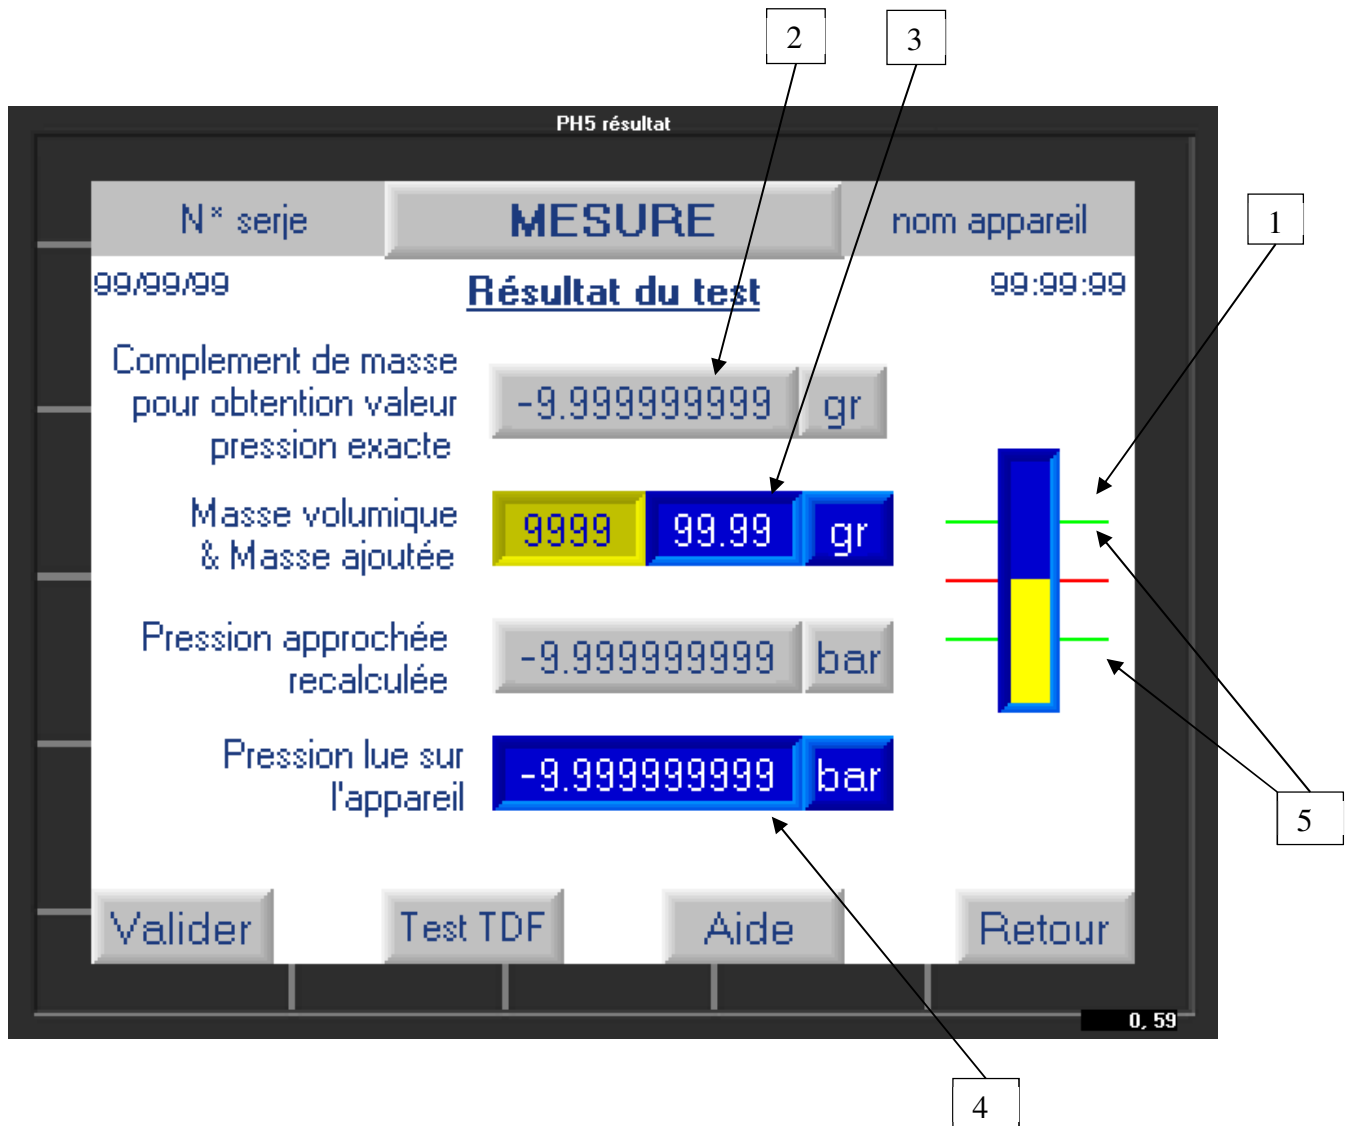 2
3
PH5 résultat
N* serje
MESURE
nom appareil
1
99/99/99
Résultat du test
99:99:99
Complement de masse
pour obtention valeur
pression exacte
-9.999999999
gr
Masse volumique
& Masse ajoutée
9999
99.99
gr
Pression approchée
recalculée
-9.999999999
bar
Pression lue sur
l'appareil
-9.999999999
bar
5
Valider
Test TDF
Aide
Retour
0, 59
4